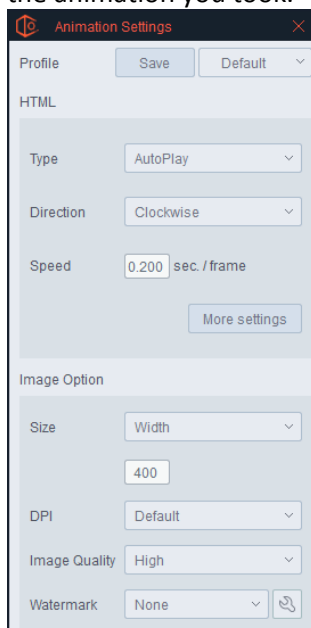 the animation you took.
Animation Settings
Profile Save Default
HTML
Type AutoPlay
Direction Clockwise
Speed 0.200 sec. / frame
More settings
Image Option
Size Width
400
DPI Default
Image Quality High
Watermark None